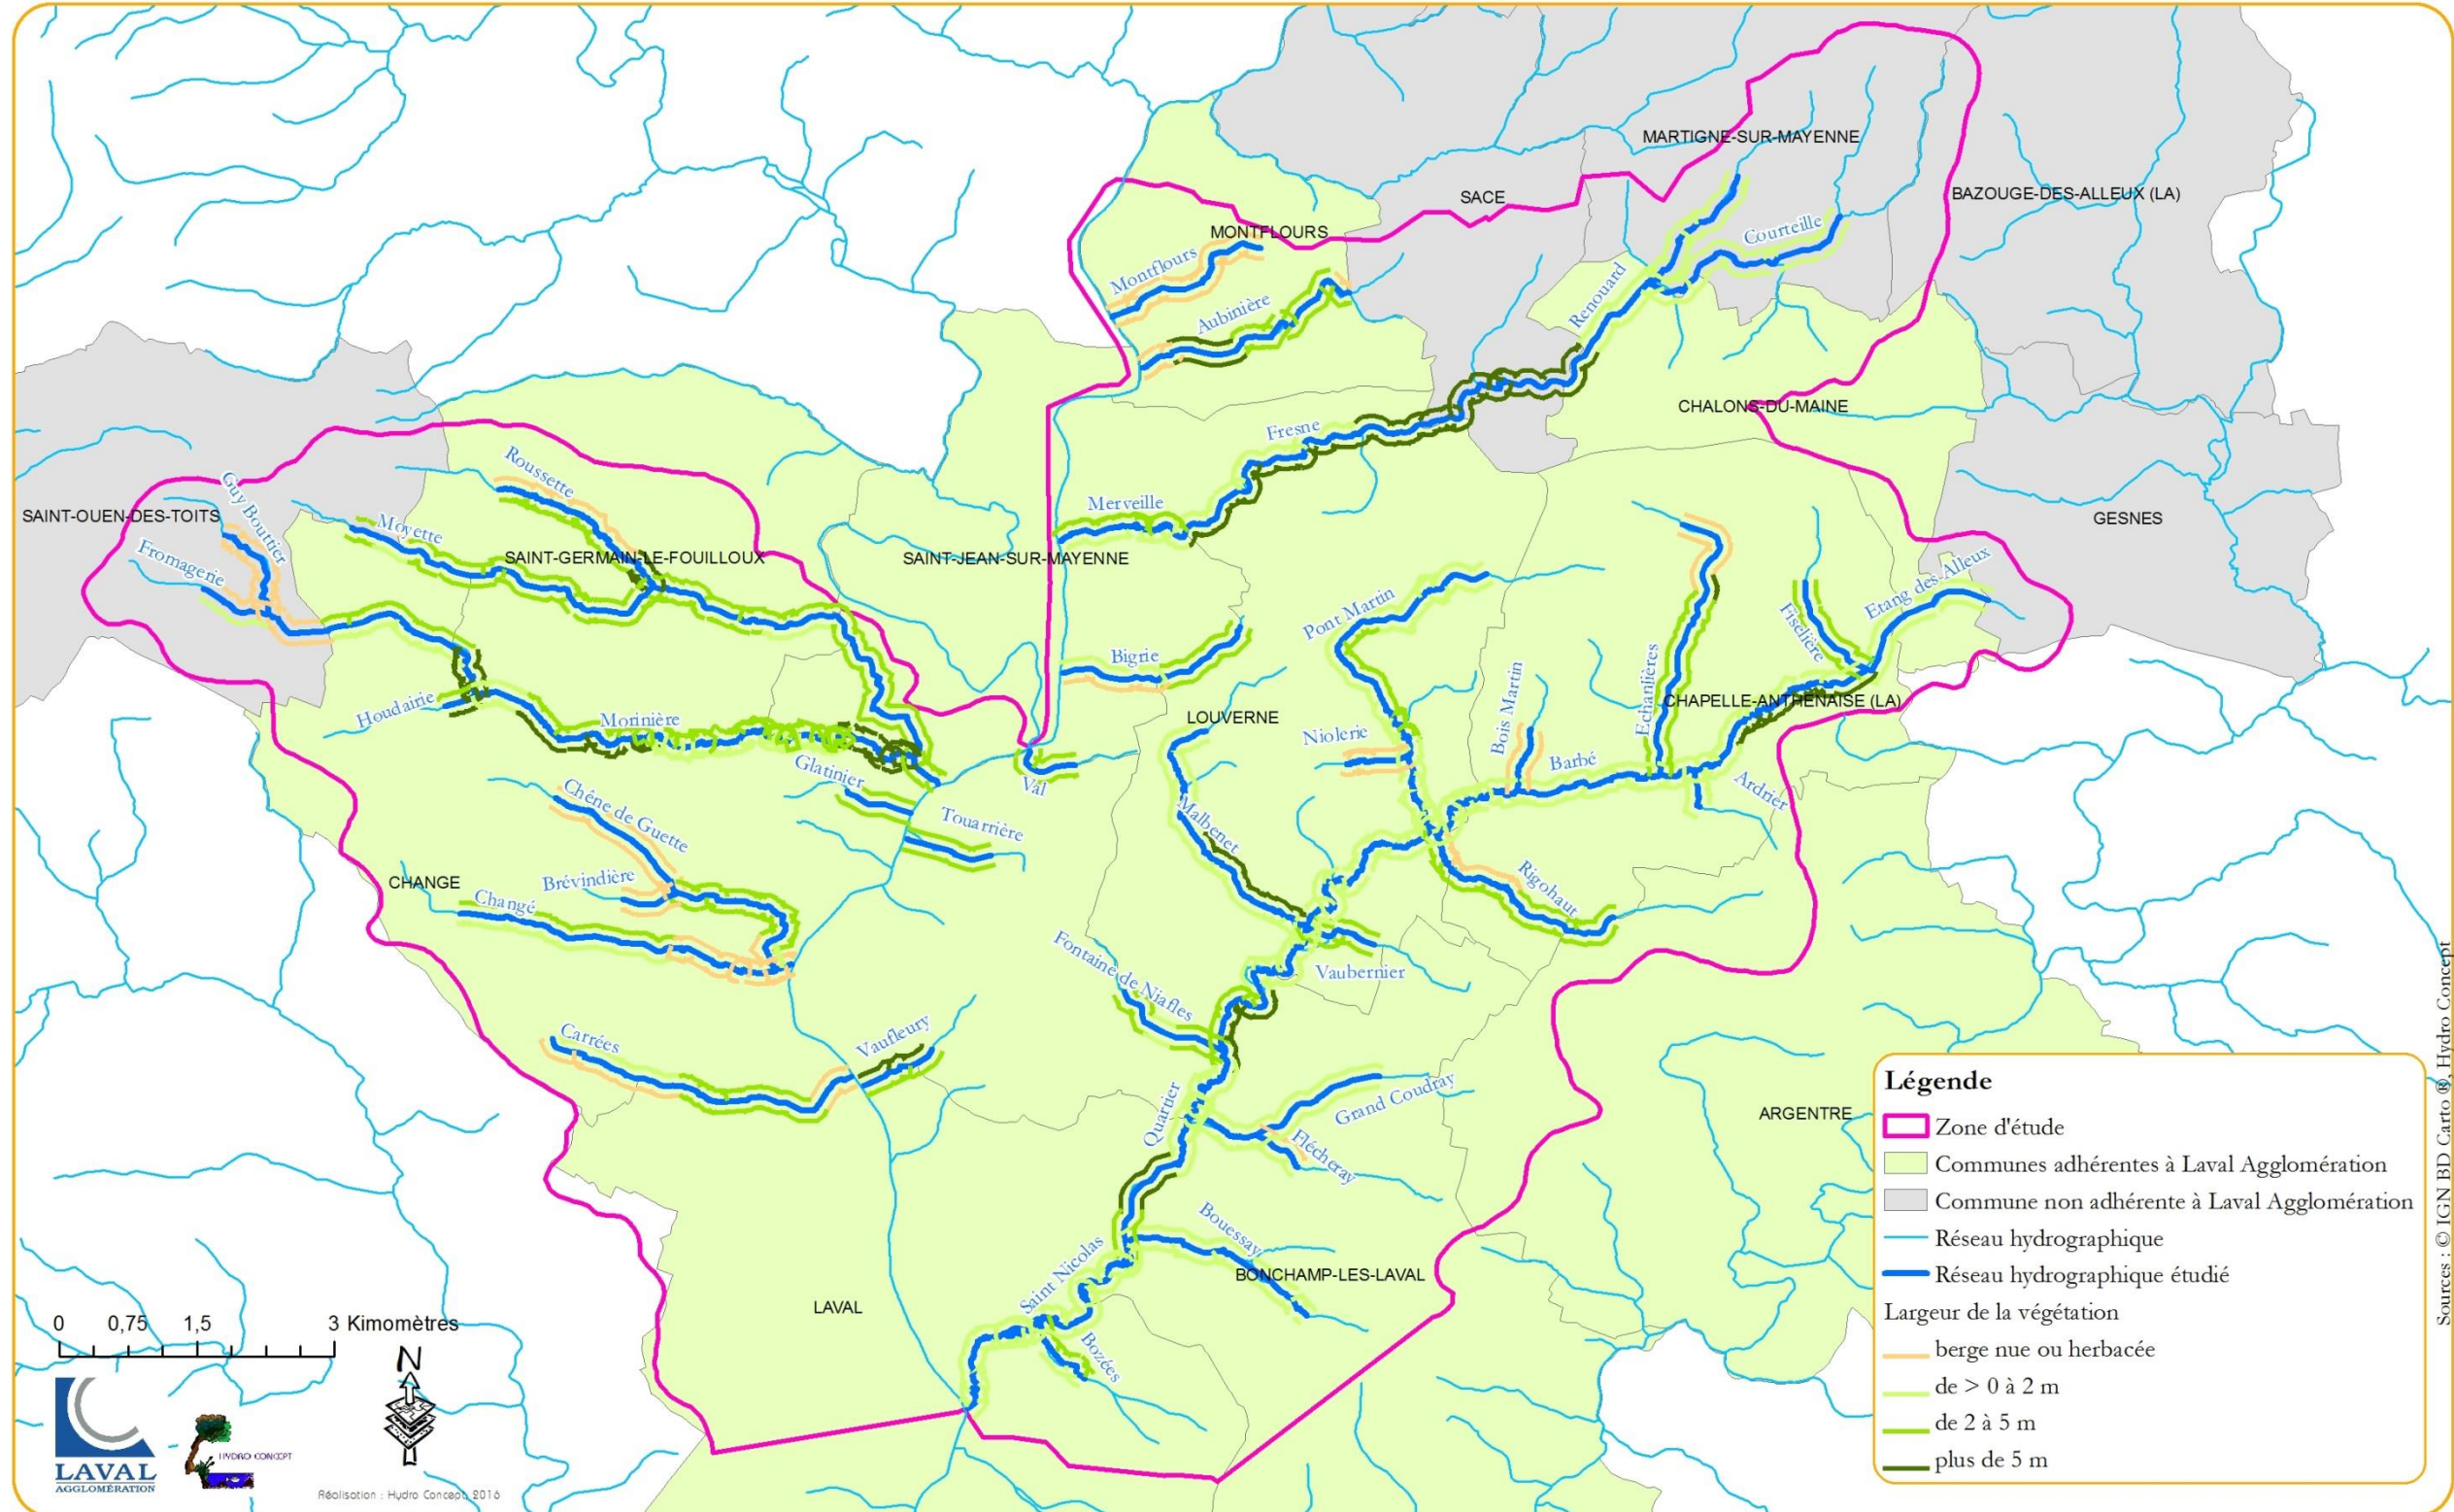 MARTIGNE-SUR-MAYENNE
BAZOUGE-DES-ALLEUX (LA)
SACE
MONTFLOURS
Montflours
Courteille
Aubinière
Renouard
CHALONS-DU-MAINE
Fresne
Roussette
Guy Bouttier
SAINT-OUEN-DES-TOITS
Moyette
Merveille
GESNES
Fromagerie
SAINT-GERMAIN-LE-FOUILLOUX
SAINT-JEAN-SUR-MAYENNE
Etang des Alleux
Pont Martin
Fiselière
Bigrie
Echanlières
CHAPELLE-ANTHENAISE (LA)
Houdairie
Morinière
LOUVERNE
Bois Martin
Niolerie
Barbé
Glatinier
Val
Ardrier
Chêne de Guette
Touarrière
Malbenet
CHANGE
Brévindière
Changé
Rigohaut
Fontaine de Niafles
Vaubernier
Carrées
Vaufleury
Quartier
Grand Coudray
Flécheray
ARGENTRE
Bouessay
Saint Nicolas
BONCHAMP-LES-LAVAL
LAVAL
Bozées
Légende
Zone d'étude
Communes adhérentes à Laval Agglomération
Commune non adhérente à Laval Agglomération
Réseau hydrographique
Réseau hydrographique étudié
Largeur de la végétation
berge nue ou herbacée
de > 0 à 2 m
de 2 à 5 m
plus de 5 m
0 0,75 1,5 3 Kimomètres
N
LAVAL
AGGLOMÉRATION
HYDRO CONCEPT
Réalisation : Hydro Concept 2016
Sources : © IGN BD Carto ®, Hydro Concept